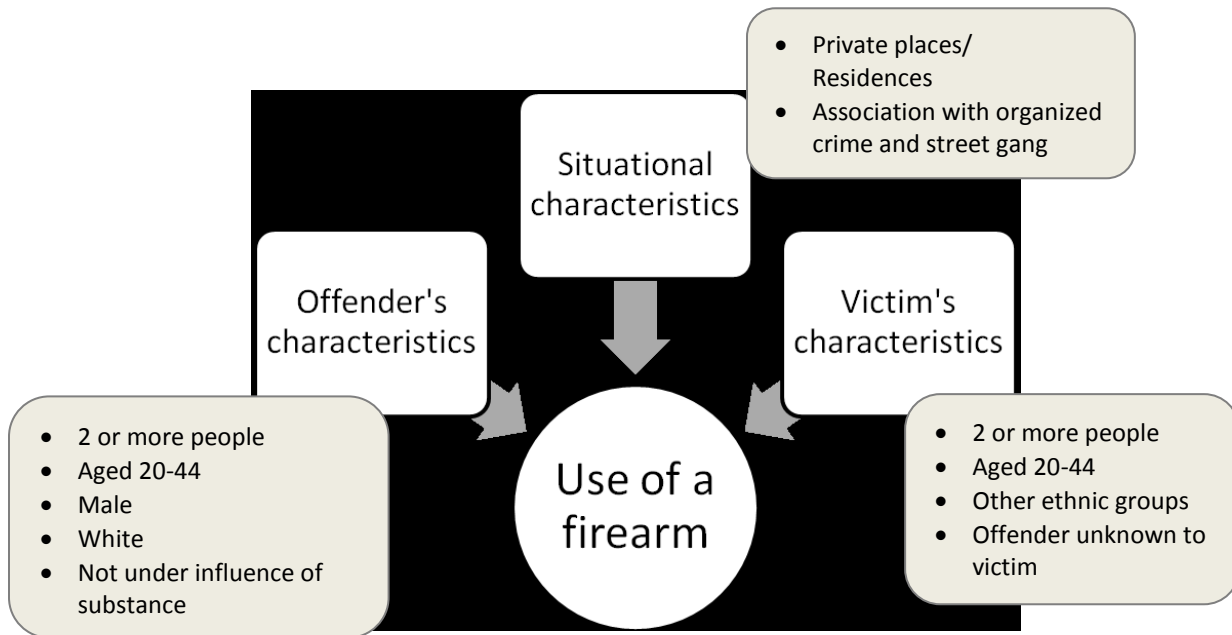 • Private places/
Residences
• Association with organized
crime and street gang
Situational
characteristics
Offender's
characteristics
Victim's
characteristics
• 2 or more people
• Aged 20-44
• Male
• White
• Not under influence of
substance
Use of a
firearm
• 2 or more people
• Aged 20-44
• Other ethnic groups
• Offender unknown to
victim